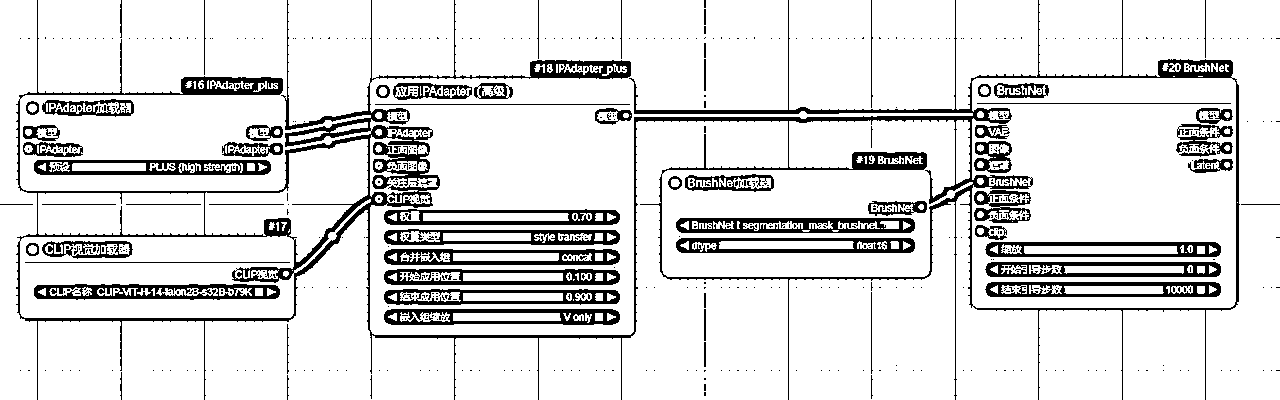 #16 IPAdapter_plus
IPAdapter加载器
模型
模型
IPAdapter
IPAdapter
预设
PLUS (high strength)
#17
CLIP视觉加载器
CLIP视觉
CLIP名称
CLIP-ViT-H-14-laion2B-s32B-b79K
#18 IPAdapter_plus
应用IPAdapter (高级)
模型
模型
IPAdapter
正面图像
负面图像
关注层遮罩
CLIP视觉
权重
0.70
权重类型
style transfer
合并嵌入组
concat
开始应用位置
0.100
结束应用位置
0.900
嵌入组缩放
V only
#19 BrushNet
BrushNet加载器
BrushNet
BrushNet t segmentation_mask_brushnet...
dtype
float16
#20 BrushNet
BrushNet
模型
模型
VAE
正面条件
图像
负面条件
遮罩
Latent
BrushNet
正面条件
负面条件
clip
缩放
1.0
开始引导步数
0
结束引导步数
10000